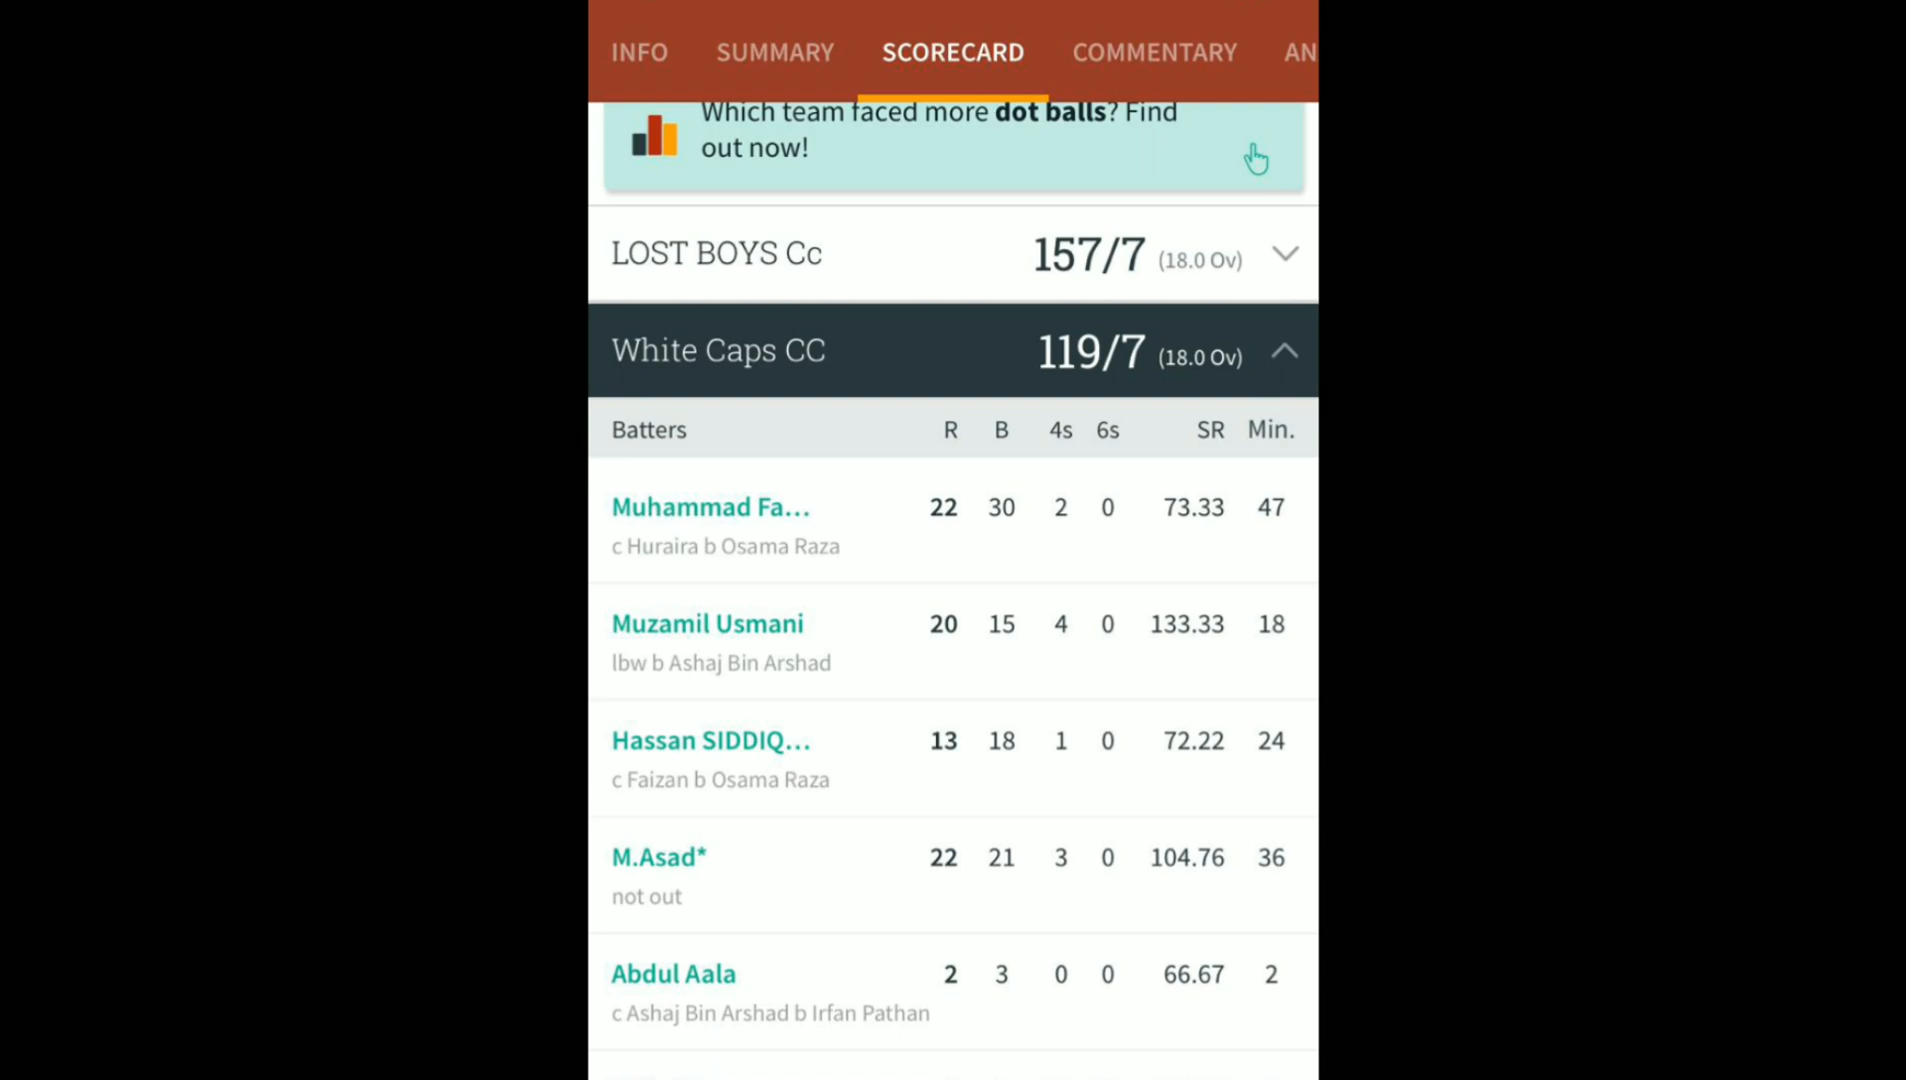 INFO SUMMARY SCORECARD COMMENTARY AN
Which team faced more dot balls? Find
out now!
LOST BOYS Cc 157/7 (18.0 Ov)
White Caps CC 119/7 (18.0 Ov)
Batters R B 4s 6s SR Min.
Muhammad Fa... 22 30 2 0 73.33 47
c Huraira b Osama Raza
Muzamil Usmani 20 15 4 0 133.33 18
lbw b Ashaj Bin Arshad
Hassan SIDDIQ... 13 18 1 0 72.22 24
c Faizan b Osama Raza
M.Asad* 22 21 3 0 104.76 36
not out
Abdul Aala 2 3 0 0 66.67 2
c Ashaj Bin Arshad b Irfan Pathan